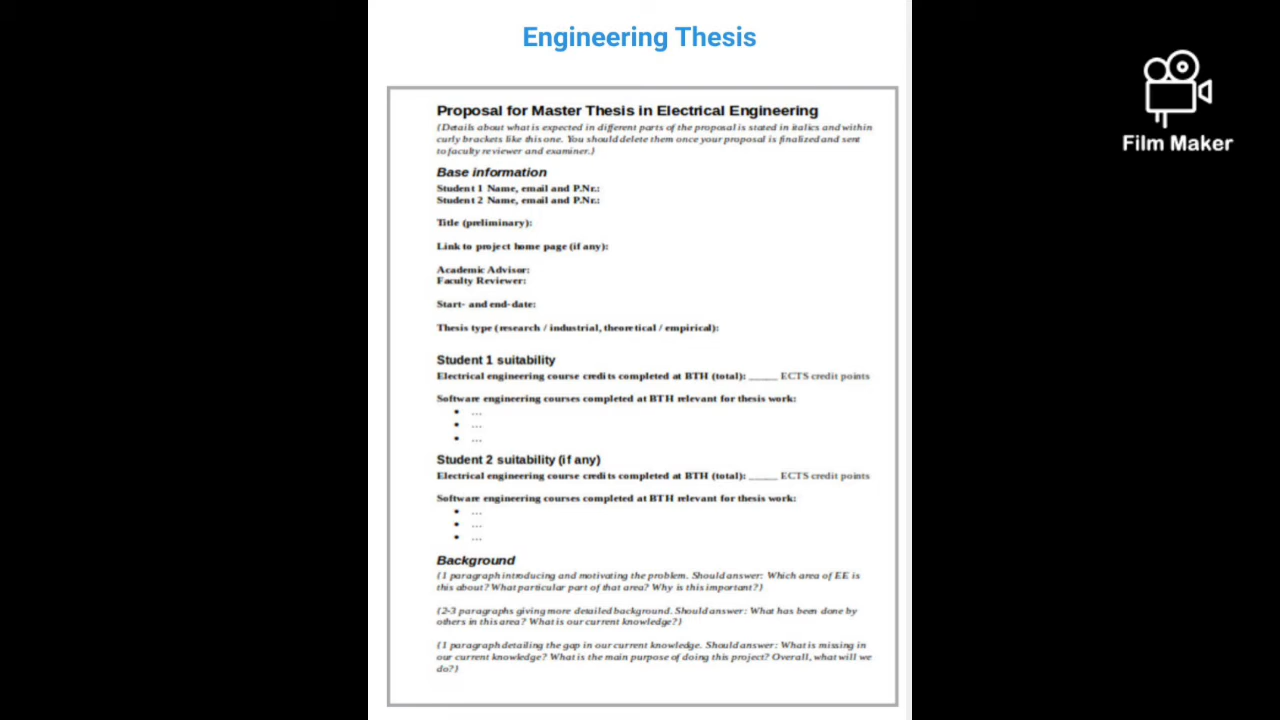 Engineering Thesis
Film Maker
Proposal for Master Thesis in Electrical Engineering
{Details about what is expected in different parts of the proposal is stated in italics and within
curly brackets like this one. You should delete them once your proposal is finalized and sent
to faculty reviewer and examiner.}
Base information
Student 1 Name, email and P.Nr.:
Student 2 Name, email and P.Nr.:
Title (preliminary):
Link to project home page (if any):
Academic Advisor:
Faculty Reviewer:
Start- and end-date:
Thesis type (research / industrial, theoretical / empirical):
Student 1 suitability
Electrical engineering course credits completed at BTH (total): _____ ECTS credit points
Software engineering courses completed at BTH relevant for thesis work:
• ...
• ...
• ...
Student 2 suitability (if any)
Electrical engineering course credits completed at BTH (total): _____ ECTS credit points
Software engineering courses completed at BTH relevant for thesis work:
• ...
• ...
• ...
Background
{1 paragraph introducing and motivating the problem. Should answer: Which area of EE is
this about? What particular part of that area? Why is this important?}
{2-3 paragraphs giving more detailed background. Should answer: What has been done by
others in this area? What is our current knowledge?}
{1 paragraph detailing the gap in our current knowledge. Should answer: What is missing in
our current knowledge? What is the main purpose of doing this project? Overall, what will we
do?}